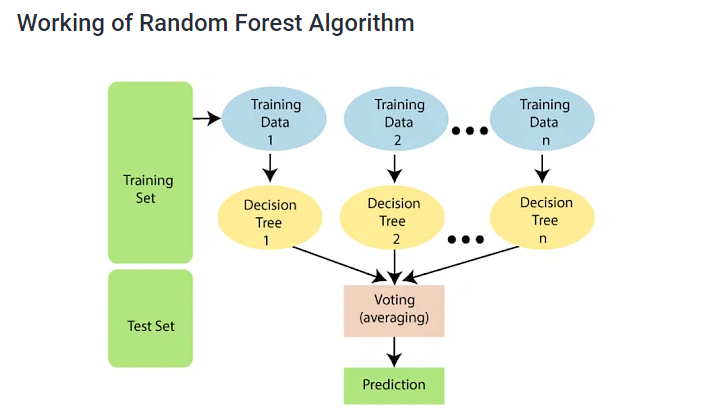 Working of Random Forest Algorithm
Training
Set
Test Set
Training
Data
1
Training
Data
2
Training
Data
n
Decision
Tree
1
Decision
Tree
2
Decision
Tree
n
Voting
(averaging)
Prediction